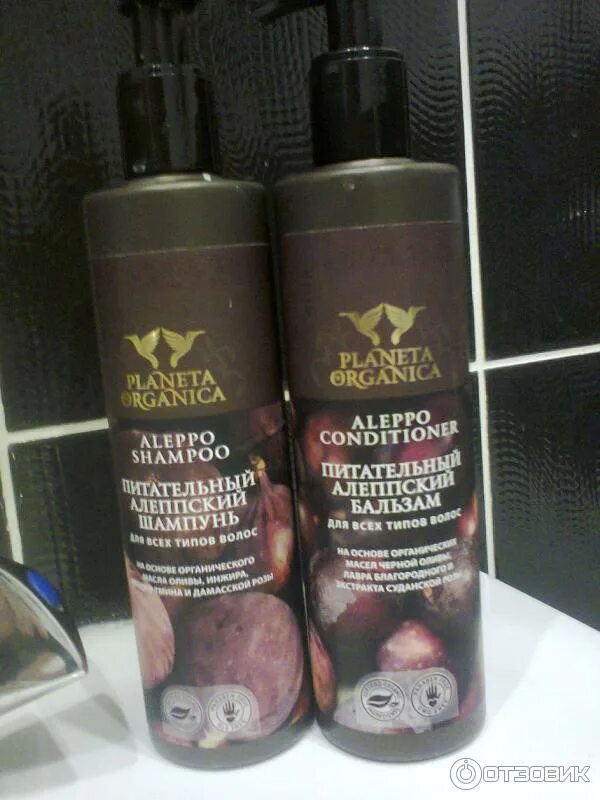 PLANETA
ORGANICA
ALEPPO
SHAMPOO
ПИТАТЕЛЬНЫЙ
АЛЕППСКИЙ
ШАМПУНЬ
ДЛЯ ВСЕХ ТИПОВ ВОЛОС
НА ОСНОВЕ ОРГАНИЧЕСКОГО
МАСЛА ОЛИВЫ, ИНЖИРА,
И ДАМАССКОЙ РОЗЫ
PLANETA
ORGANICA
ALEPPO
CONDITIONER
ПИТАТЕЛЬНЫЙ
АЛЕППСКИЙ
БАЛЬЗАМ
ДЛЯ ВСЕХ ТИПОВ ВОЛОС
НА ОСНОВЕ ОРГАНИЧЕСКИХ
МАСЕЛ ЧЕРНОЙ ОЛИВЫ,
ЛАВРА БЛАГОРОДНОГО И
ЭКСТРАКТА СУДАНСКОЙ РОЗЫ
ОТЗОВИК